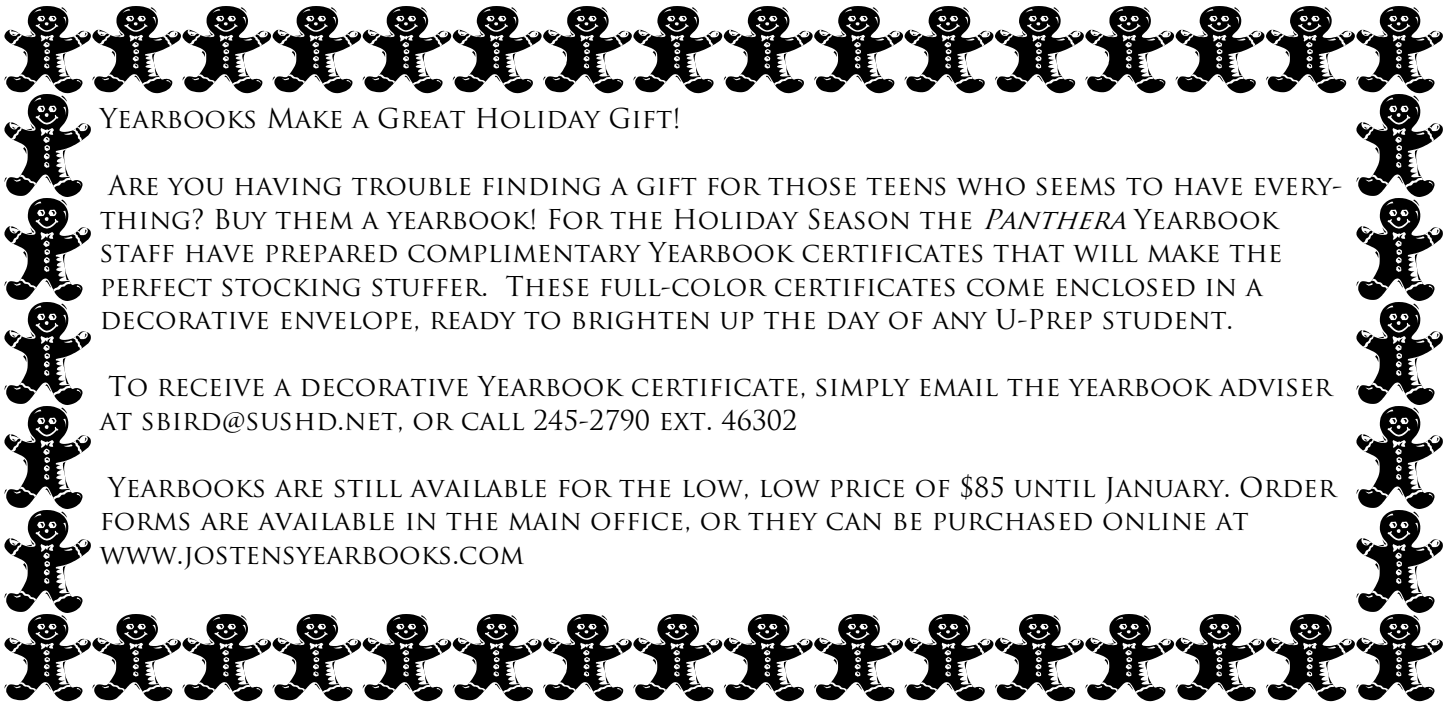 Yearbooks Make a Great Holiday Gift!
Are you having trouble finding a gift for those teens who seems to have every-
thing? Buy them a yearbook! For the Holiday Season the Panthera Yearbook
staff have prepared complimentary Yearbook certificates that will make the
perfect stocking stuffer. These full-color certificates come enclosed in a
decorative envelope, ready to brighten up the day of any U-Prep student.
To receive a decorative Yearbook certificate, simply email the yearbook adviser
at sbird@sushd.net, or call 245-2790 ext. 46302
Yearbooks are still available for the low, low price of $85 until January. Order
forms are available in the main office, or they can be purchased online at
www.jostensyearbooks.com